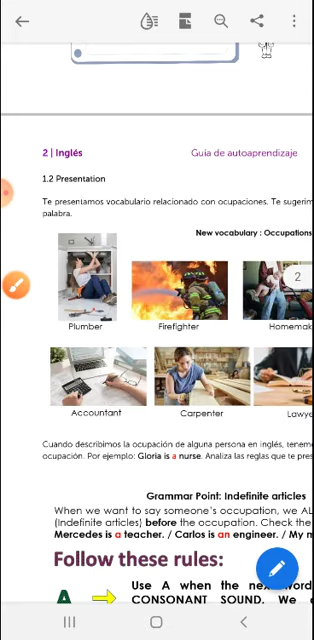 2 | Inglés
Guía de autoaprendizaje
1.2 Presentation
Te presentamos vocabulario relacionado con ocupaciones. Te sugerim
palabra.
New vocabulary : Occupations
2
Plumber
Firefighter
Homemak
Accountant
Carpenter
Lawye
Cuando describimos la ocupación de alguna persona en inglés, tenem
ocupación. Por ejemplo: Gloria is a nurse. Analiza las reglas que te pres
Grammar Point: Indefinite articles
When we want to say someone's occupation, we AL
(Indefinite articles) before the occupation. Check the
Mercedes is a teacher. / Carlos is an engineer. / My m
Follow these rules:
A
Use A when the next word
CONSONANT SOUND. We